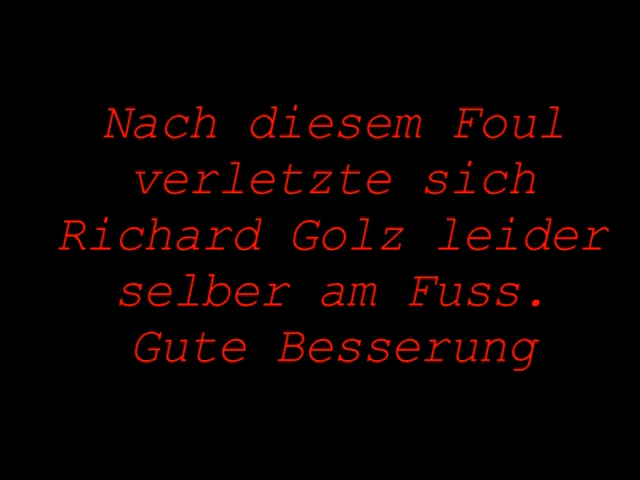 Nach diesem Foul
verletzte sich
Richard Golz leider
selber am Fuss.
Gute Besserung